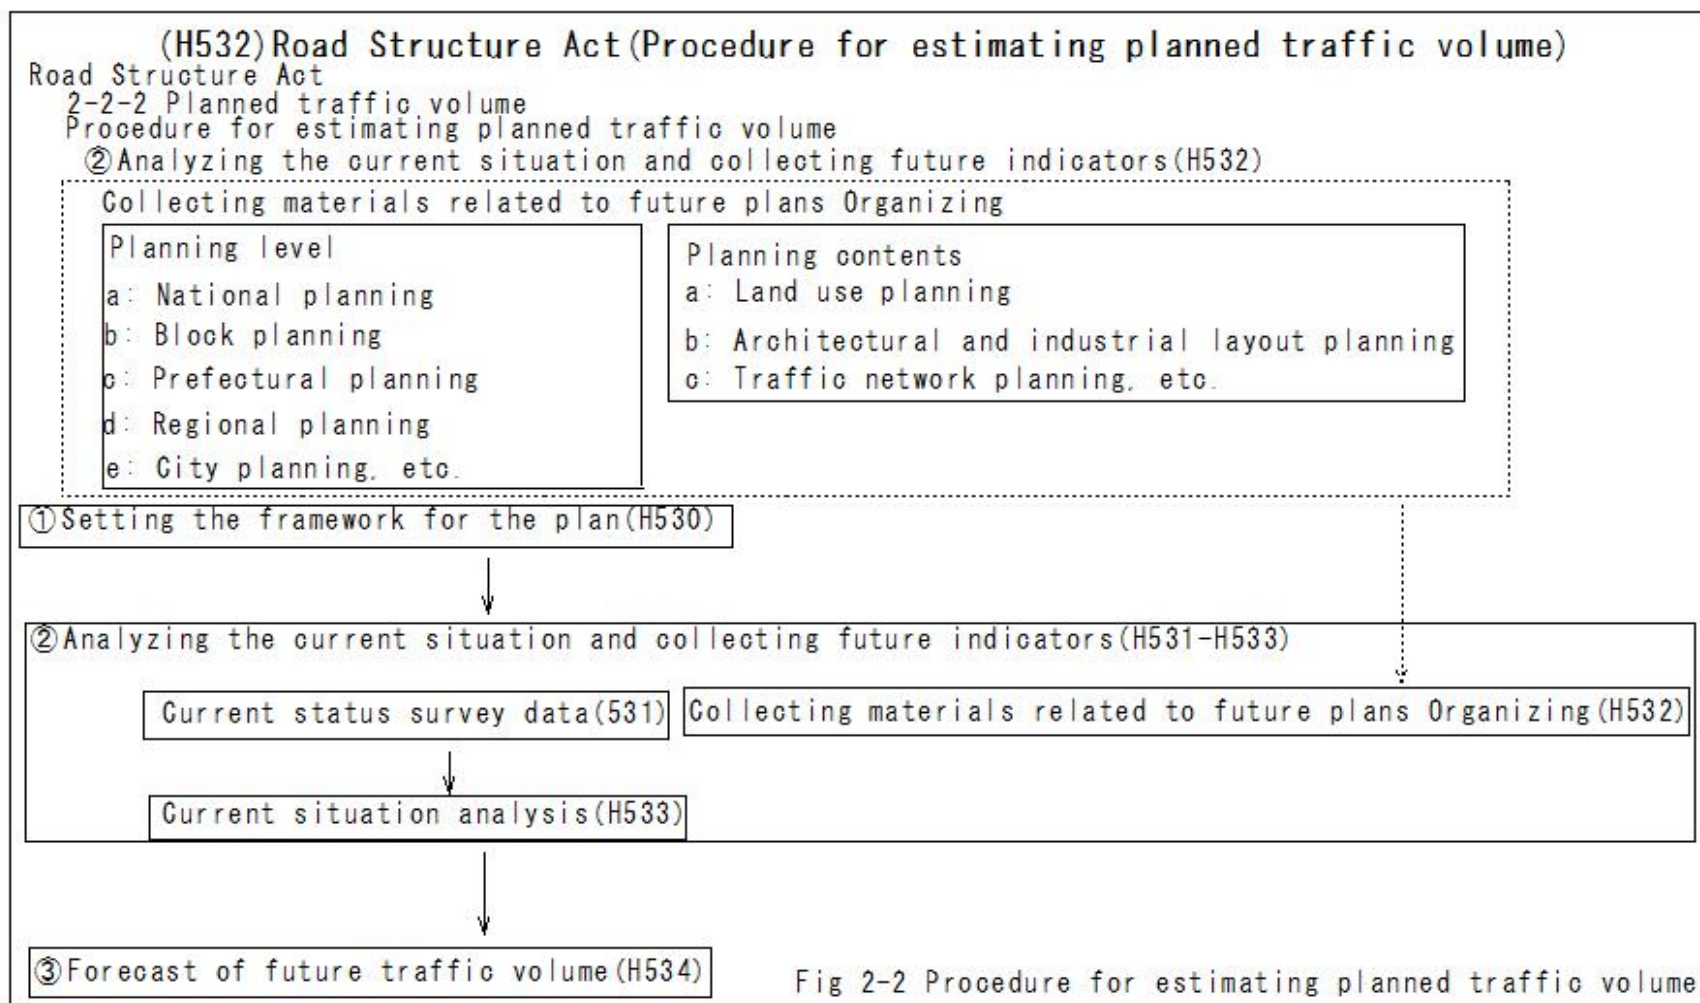 (H532)Road Structure Act(Procedure for estimating planned traffic volume)
Road Structure Act
2-2-2 Planned traffic volume
Procedure for estimating planned traffic volume
②Analyzing the current situation and collecting future indicators(H532)
Collecting materials related to future plans Organizing
Planning level
a: National planning
b: Block planning
c: Prefectural planning
d: Regional planning
e: City planning, etc.
Planning contents
a: Land use planning
b: Architectural and industrial layout planning
c: Traffic network planning, etc.
①Setting the framework for the plan(H530)
②Analyzing the current situation and collecting future indicators(H531-H533)
Current status survey data(531)
Collecting materials related to future plans Organizing(H532)
Current situation analysis(H533)
③Forecast of future traffic volume(H534)
Fig 2-2 Procedure for estimating planned traffic volume